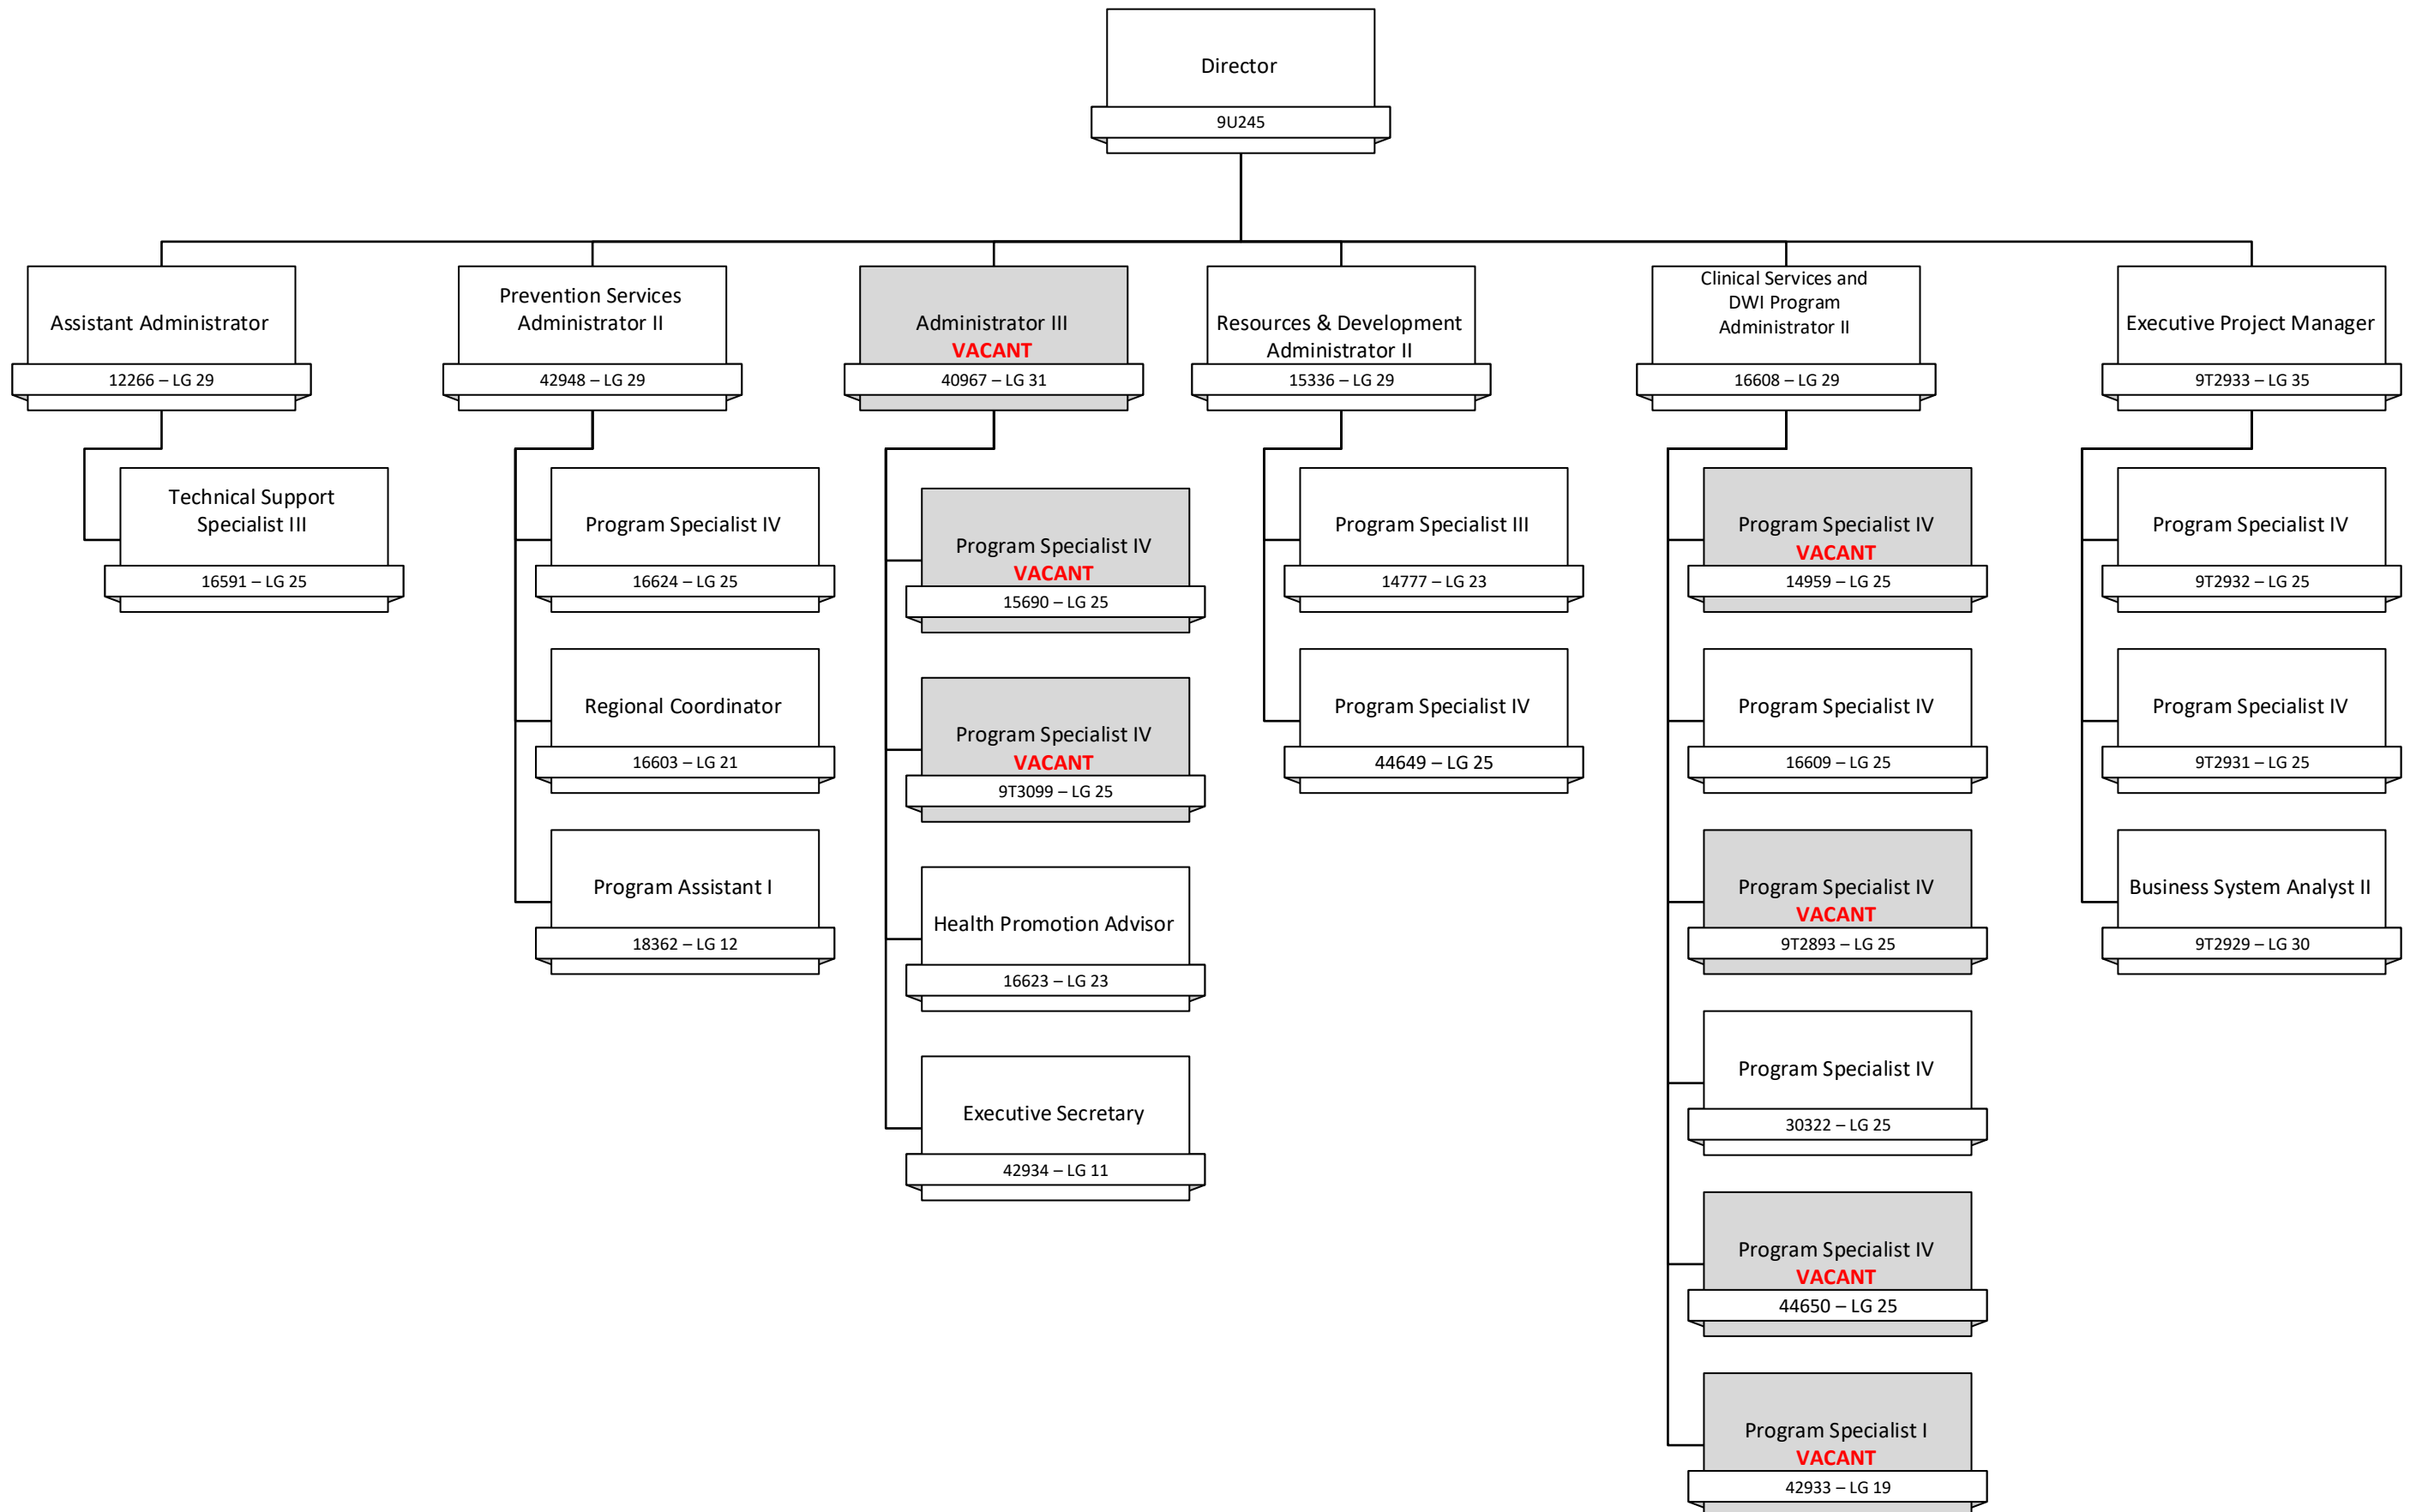 Director
9U245
Assistant Administrator
12266 – LG 29
Prevention Services
Administrator II
42948 – LG 29
Administrator III
VACANT
40967 – LG 31
Resources & Development
Administrator II
15336 – LG 29
Clinical Services and
DWI Program
Administrator II
16608 – LG 29
Executive Project Manager
9T2933 – LG 35
Technical Support
Specialist III
16591 – LG 25
Program Specialist IV
16624 – LG 25
Regional Coordinator
16603 – LG 21
Program Assistant I
18362 – LG 12
Program Specialist IV
VACANT
15690 – LG 25
Program Specialist IV
VACANT
9T3099 – LG 25
Health Promotion Advisor
16623 – LG 23
Executive Secretary
42934 – LG 11
Program Specialist III
14777 – LG 23
Program Specialist IV
44649 – LG 25
Program Specialist IV
VACANT
14959 – LG 25
Program Specialist IV
16609 – LG 25
Program Specialist IV
VACANT
9T2893 – LG 25
Program Specialist IV
30322 – LG 25
Program Specialist IV
VACANT
44650 – LG 25
Program Specialist I
VACANT
42933 – LG 19
Program Specialist IV
9T2932 – LG 25
Program Specialist IV
9T2931 – LG 25
Business System Analyst II
9T2929 – LG 30